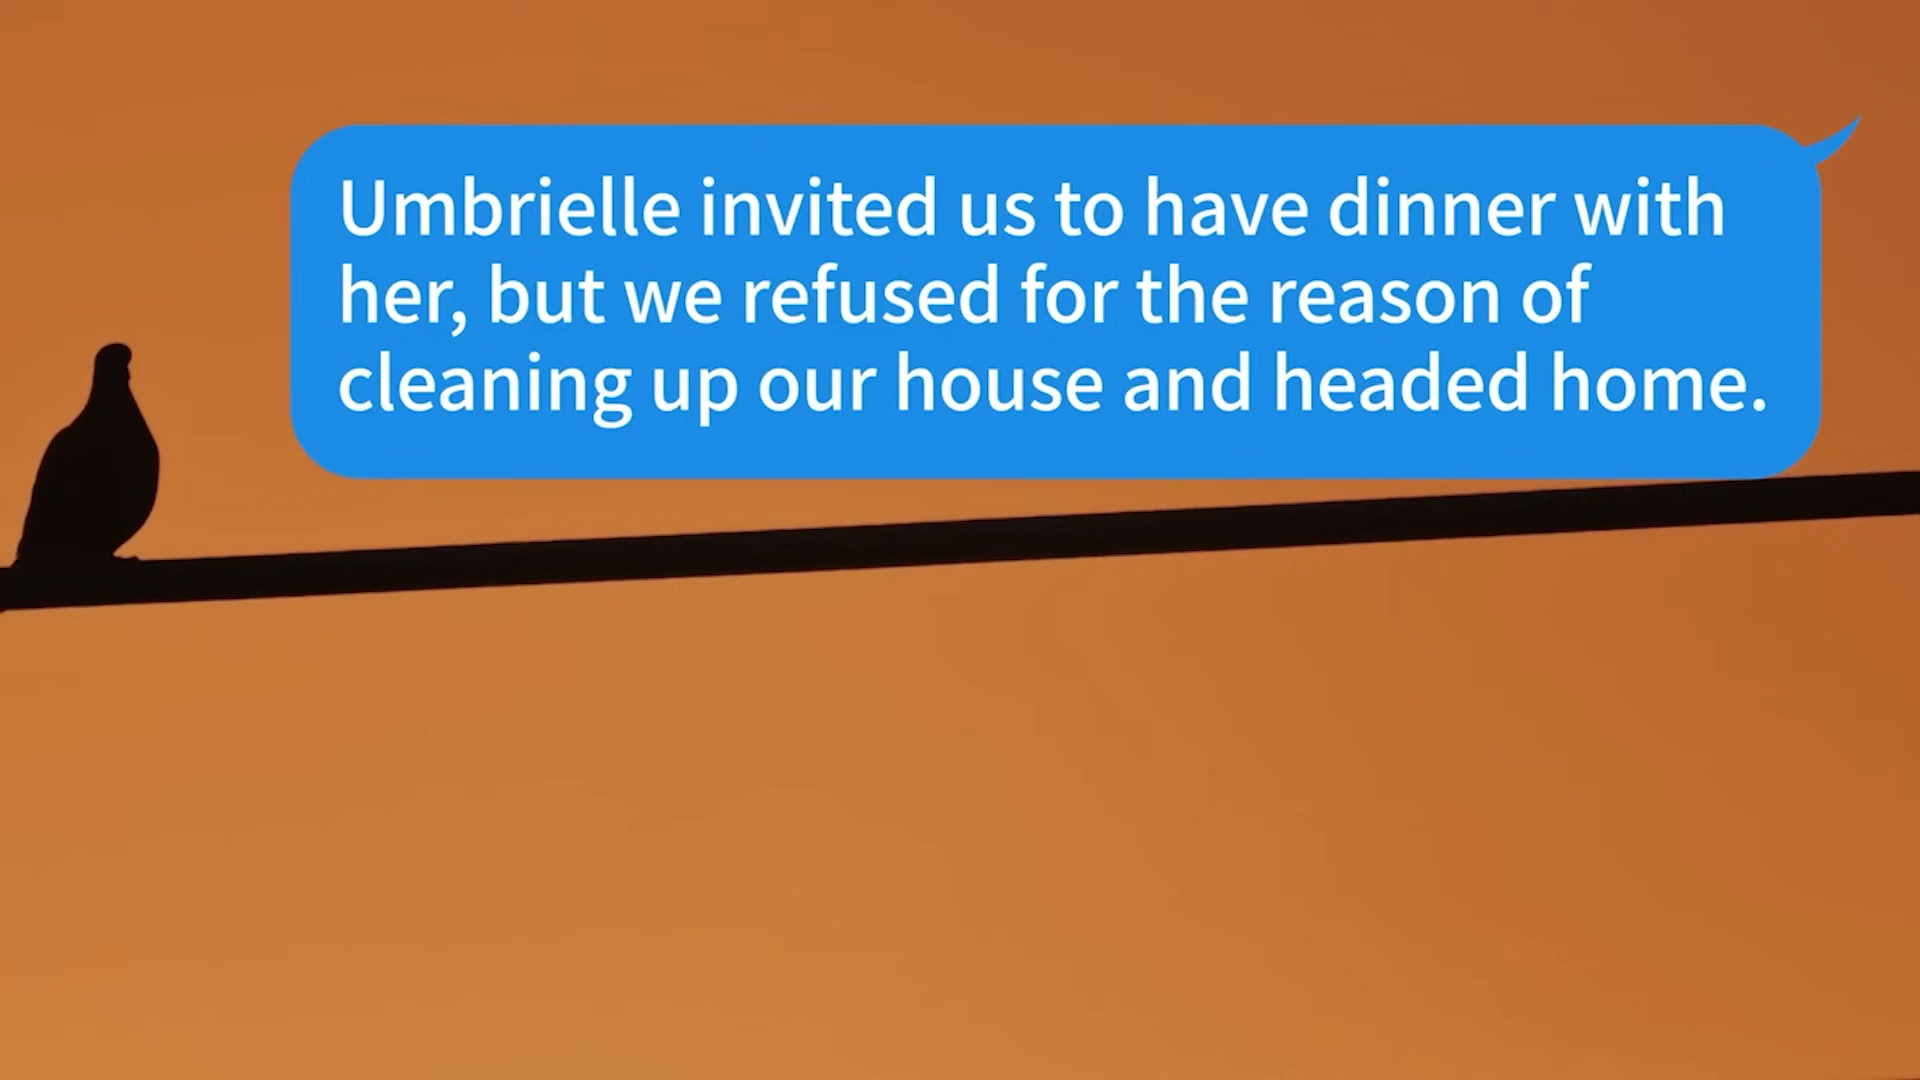 Umbrielle invited us to have dinner with
her, but we refused for the reason of
cleaning up our house and headed home.